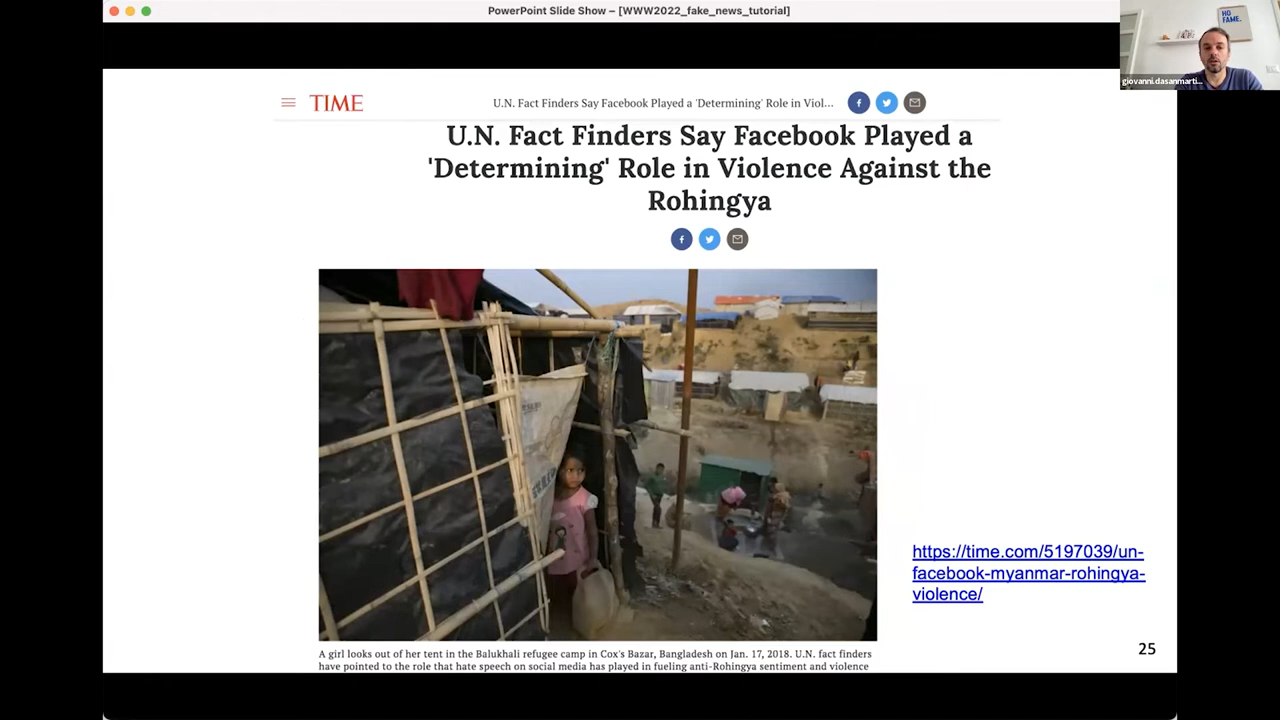 PowerPoint Slide Show – [WWW2022_fake_news_tutorial]
HO
FAME.
giovanni.dasanmarti...
TIME
U.N. Fact Finders Say Facebook Played a 'Determining' Role in Viol...
U.N. Fact Finders Say Facebook Played a
'Determining' Role in Violence Against the
Rohingya
https://time.com/5197039/un-
facebook-myanmar-rohingya-
violence/
A girl looks out of her tent in the Balukhali refugee camp in Cox's Bazar, Bangladesh on Jan. 17, 2018. U.N. fact finders
have pointed to the role that hate speech on social media has played in fueling anti-Rohingya sentiment and violence
25